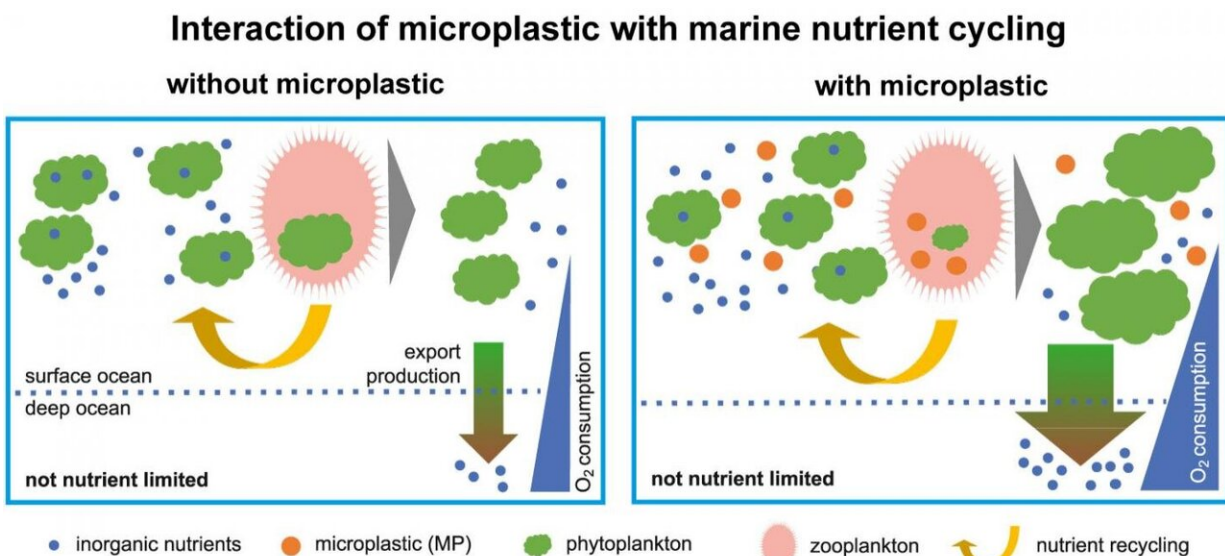 Interaction of microplastic with marine nutrient cycling
without microplastic
with microplastic
export
production
surface ocean
deep ocean
not nutrient limited
O₂ consumption
not nutrient limited
O₂ consumption
inorganic nutrients
microplastic (MP)
phytoplankton
zooplankton
nutrient recycling